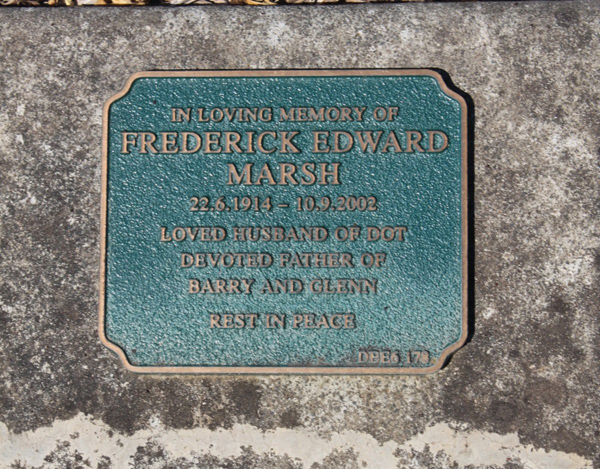 IN LOVING MEMORY OF
FREDERICK EDWARD
MARSH
22.6.1914 – 10.9.2002
LOVED HUSBAND OF DOT
DEVOTED FATHER OF
BARRY AND GLENN
REST IN PEACE
178